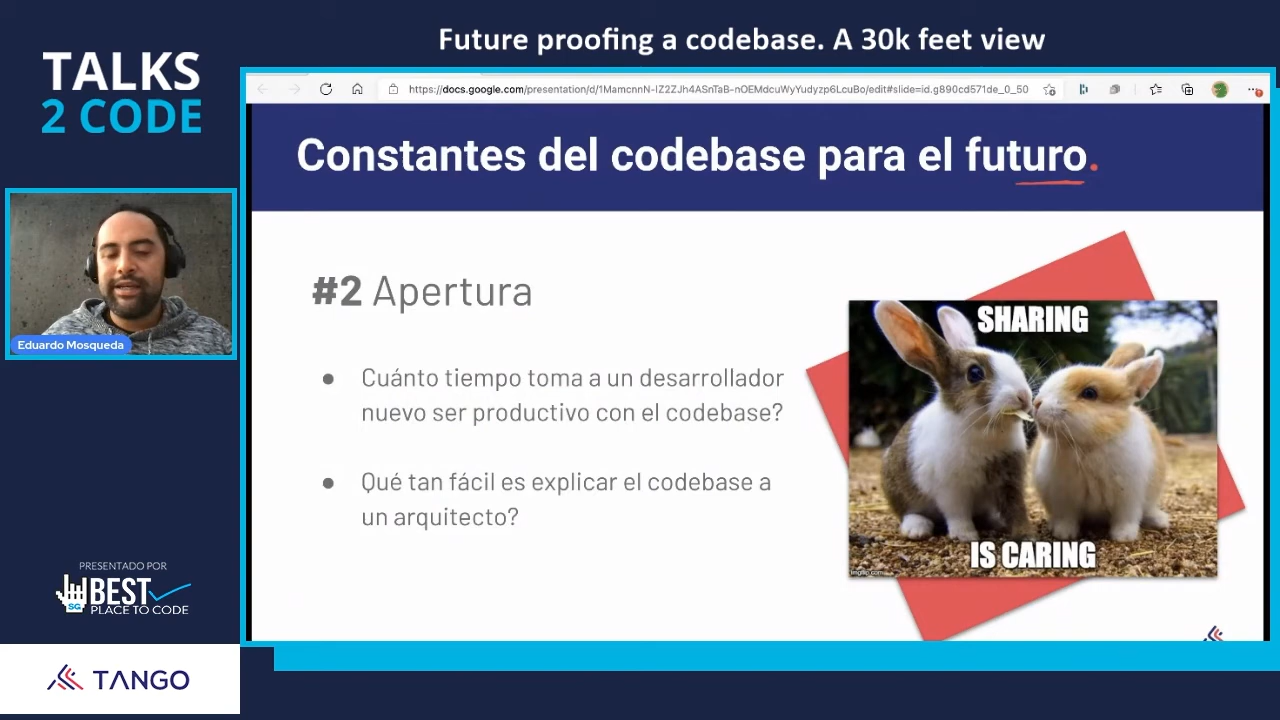 Future proofing a codebase. A 30k feet view
TALKS
2 CODE
https://docs.google.com/presentation/d/1MamcnnN-IZ2ZJh4ASnTaB-nOEMdcuWyYudyzp6LcuBo/edit#slide=id.g890cd571de_0_50
Constantes del codebase para el futuro.
Eduardo Mosqueda
#2 Apertura
Cuánto tiempo toma a un desarrollador
nuevo ser productivo con el codebase?
Qué tan fácil es explicar el codebase a
un arquitecto?
SHARING
IS CARING
imgflip.com
PRESENTADO POR
SG
BEST
PLACE TO CODE
TANGO